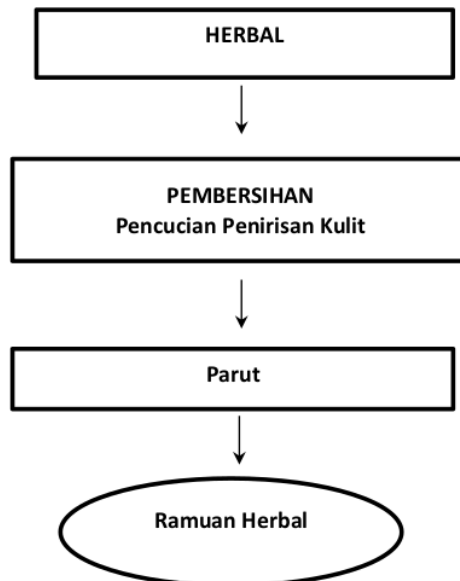 HERBAL
PEMBERSIHAN
Pencucian Penirisan Kulit
Parut
Ramuan Herbal